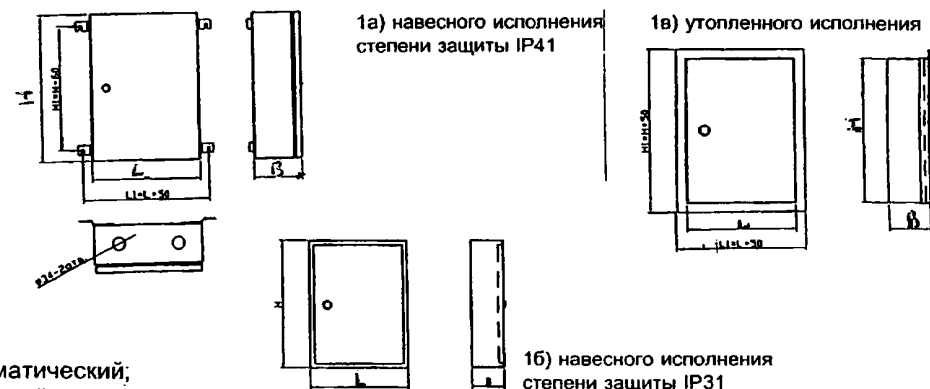 1а) навесного исполнения
степени защиты IP41
1в) утопленного исполнения
H
L
B
L1=L+50
H
L
H
B
L
1б) навесного исполнения
степени защиты IP31
матический;